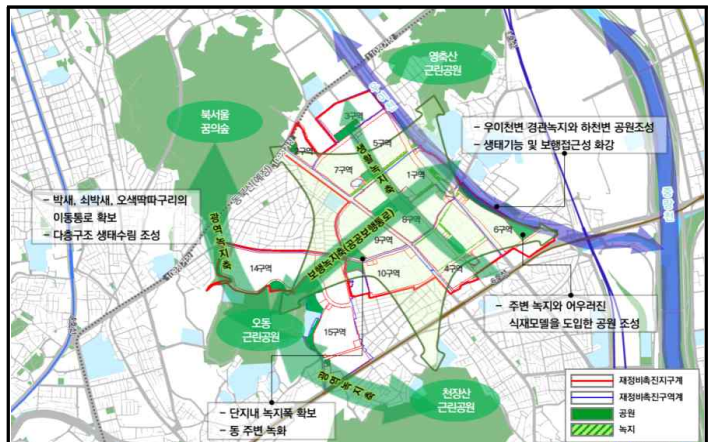 영축산
근린공원
북서울
꿈의숲
- 우이천변 경관녹지와 하천변 공원조성
- 생태기능 및 보행접근성 화강
3구역
5구역
7구역
1구역
- 박새, 쇠박새, 오색딱따구리의
이동통로 확보
- 다층구조 생태수림 조성
광역녹지축
보행녹지축(공공보행통로)
8구역
6구역
9구역
14구역
10구역
4구역
- 주변 녹지와 어우러진
식재모델을 도입한 공원 조성
오동
근린공원
15구역
광역녹지축
천장산
근린공원
- 단지내 녹지폭 확보
- 동 주변 녹화
재정비촉진지구계
재정비촉진구역계
공원
녹지